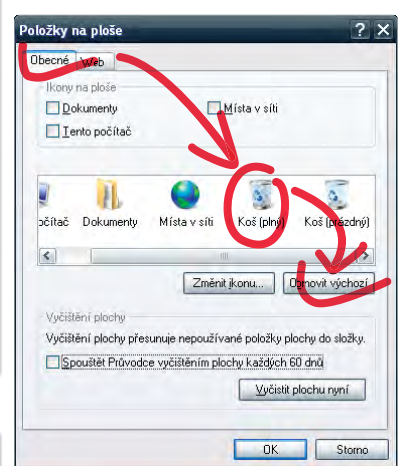 Položky na ploše
Obecné Web
Ikony na ploše
Dokumenty Místa v síti
Tento počítač
očítač Dokumenty Místa v síti Koš (plný) Koš (prázdný)
Změnit ikonu... Obnovit výchozí
Vyčištění plochy
Vyčištění plochy přesunuje nepoužívané položky plochy do složky.
Spouštět Průvodce vyčištěním plochy každých 60 dnů
Vyčistit plochu nyní
OK Storno